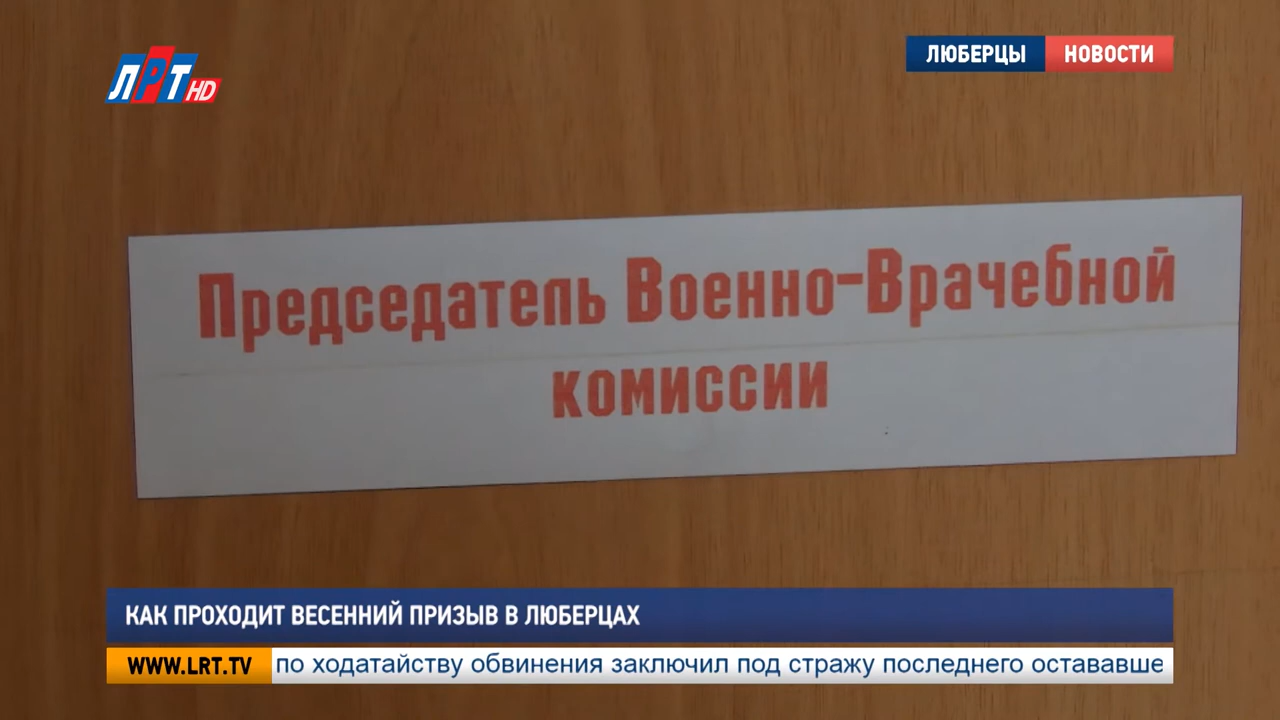 ЛРТ HD
ЛЮБЕРЦЫ НОВОСТИ
Председатель Военно-Врачебной
комиссии
КАК ПРОХОДИТ ВЕСЕННИЙ ПРИЗЫВ В ЛЮБЕРЦАХ
WWW.LRT.TV по ходатайству обвинения заключил под стражу последнего остававше